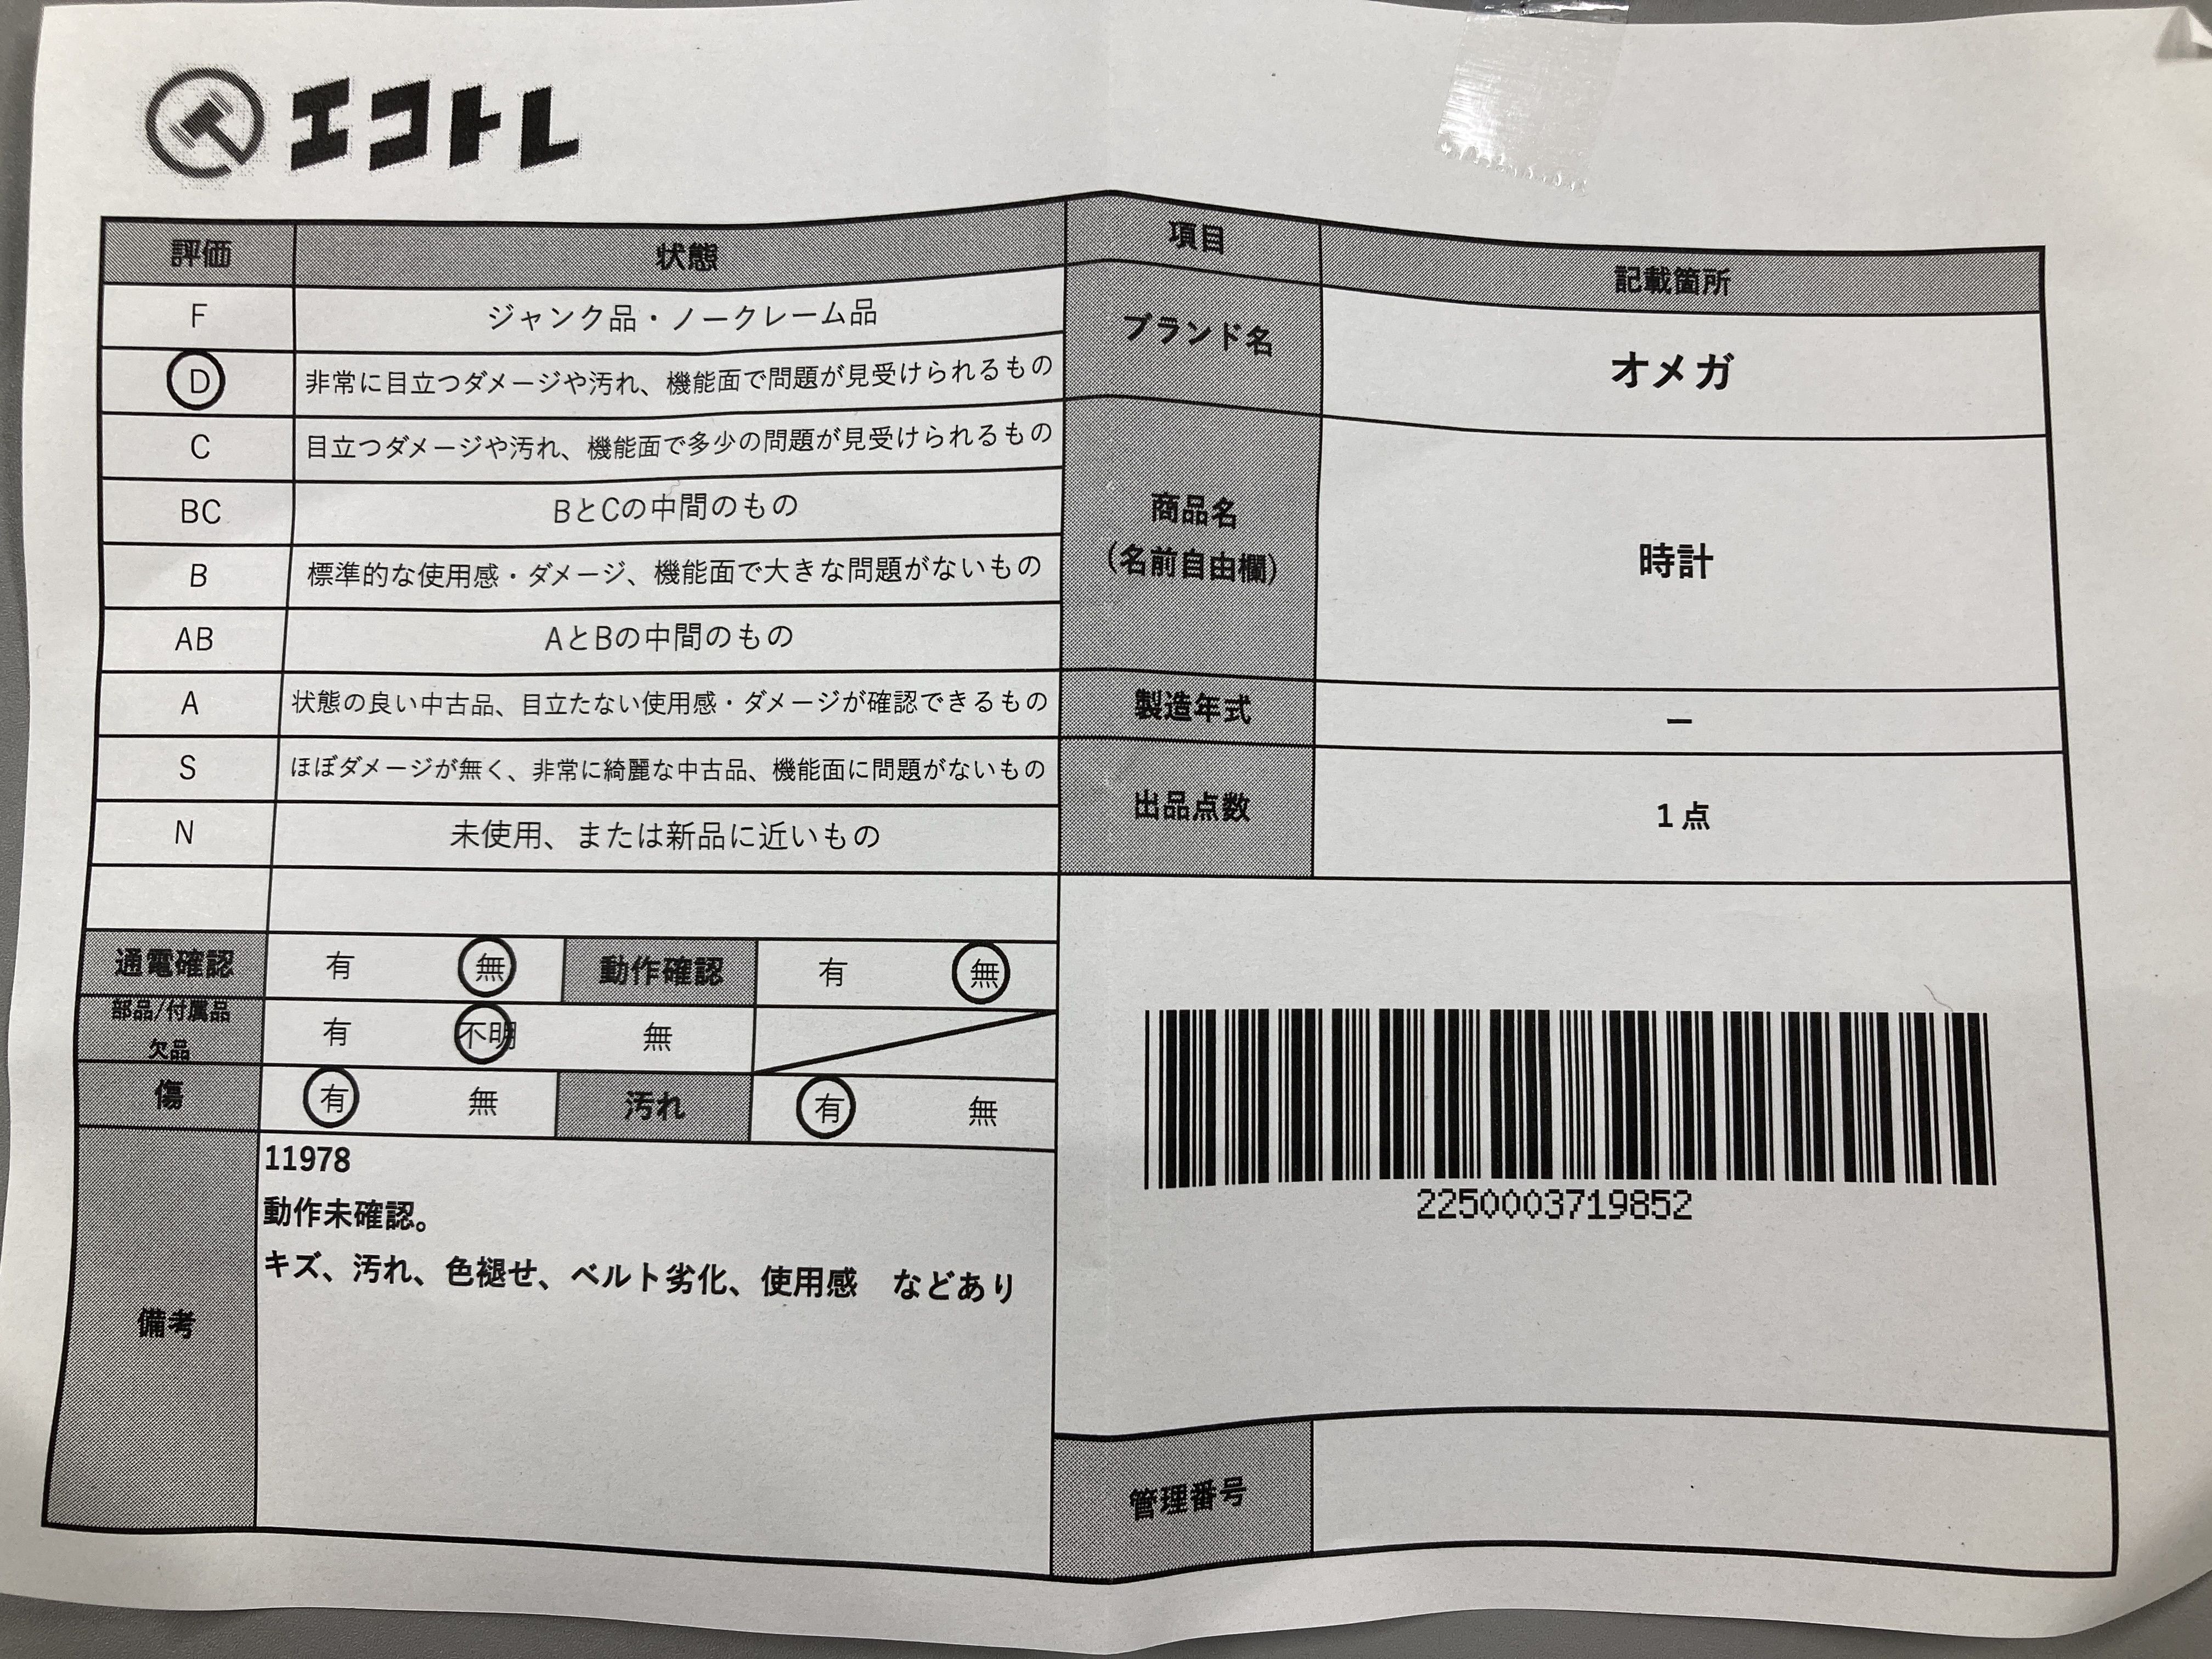 エコトレ
評価 状態
F ジャンク品・ノークレーム品
D 非常に目立つダメージや汚れ、機能面で問題が見受けられるもの
C 目立つダメージや汚れ、機能面で多少の問題が見受けられるもの
BC BとCの中間のもの
B 標準的な使用感・ダメージ、機能面で大きな問題がないもの
AB AとBの中間のもの
A 状態の良い中古品、目立たない使用感・ダメージが確認できるもの
S ほぼダメージが無く、非常に綺麗な中古品、機能面に問題がないもの
N 未使用、または新品に近いもの
通電確認 有 無 動作確認 有 無
部品/付属品
欠品 有 不明 無
傷 有 無 汚れ 有 無
備考
11978
動作未確認。
キズ、汚れ、色褪せ、ベルト劣化、使用感　などあり
項目 記載箇所
ブランド名 オメガ
商品名
(名前自由欄) 時計
製造年式 ー
出品点数 1点
2250003719852
管理番号